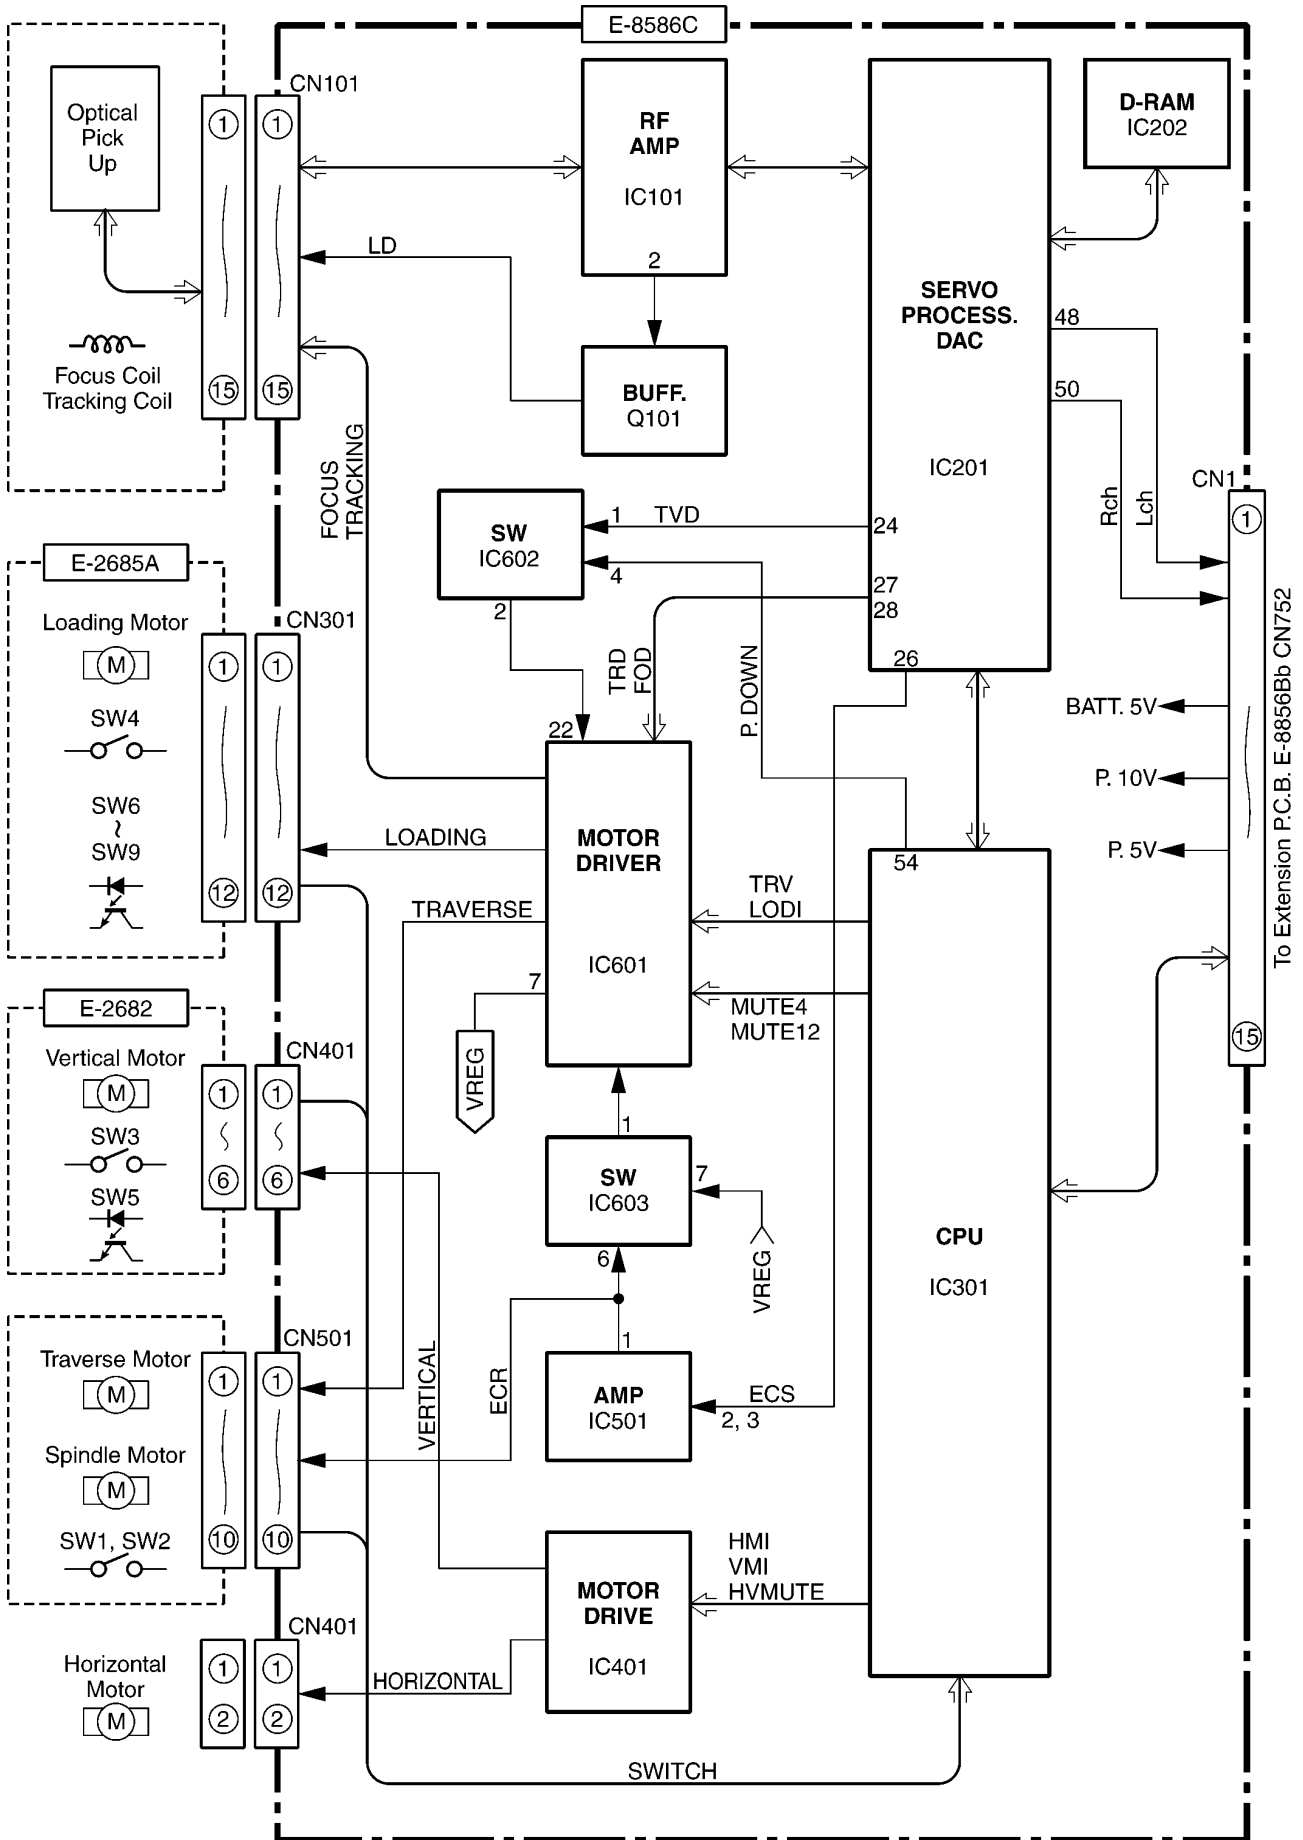 E-8586C
Optical
Pick
Up
1
15
Focus Coil
Tracking Coil
CN101
1
15
RF
AMP
IC101
2
LD
BUFF.
Q101
SERVO
PROCESS.
DAC
IC201
D-RAM
IC202
48
50
Rch
Lch
24
27
28
26
FOCUS
TRACKING
SW
IC602
1
TVD
4
2
TRD
FOD
P. DOWN
CN1
1
15
To Extension P.C.B. E-8856Bb CN752
BATT. 5V
P. 10V
P. 5V
E-2685A
Loading Motor
M
SW4
SW6
~
SW9
1
12
CN301
1
12
22
MOTOR
DRIVER
IC601
LOADING
TRAVERSE
7
VREG
54
TRV
LODI
MUTE4
MUTE12
CPU
IC301
E-2682
Vertical Motor
M
SW3
SW5
1
~
6
CN401
1
~
6
1
SW
IC603
7
VREG
6
1
AMP
IC501
ECS
2, 3
ECR
VERTICAL
Traverse Motor
M
Spindle Motor
M
SW1, SW2
1
10
CN501
1
10
MOTOR
DRIVE
IC401
HMI
VMI
HVMUTE
HORIZONTAL
Horizontal
Motor
M
1
2
CN401
1
2
SWITCH